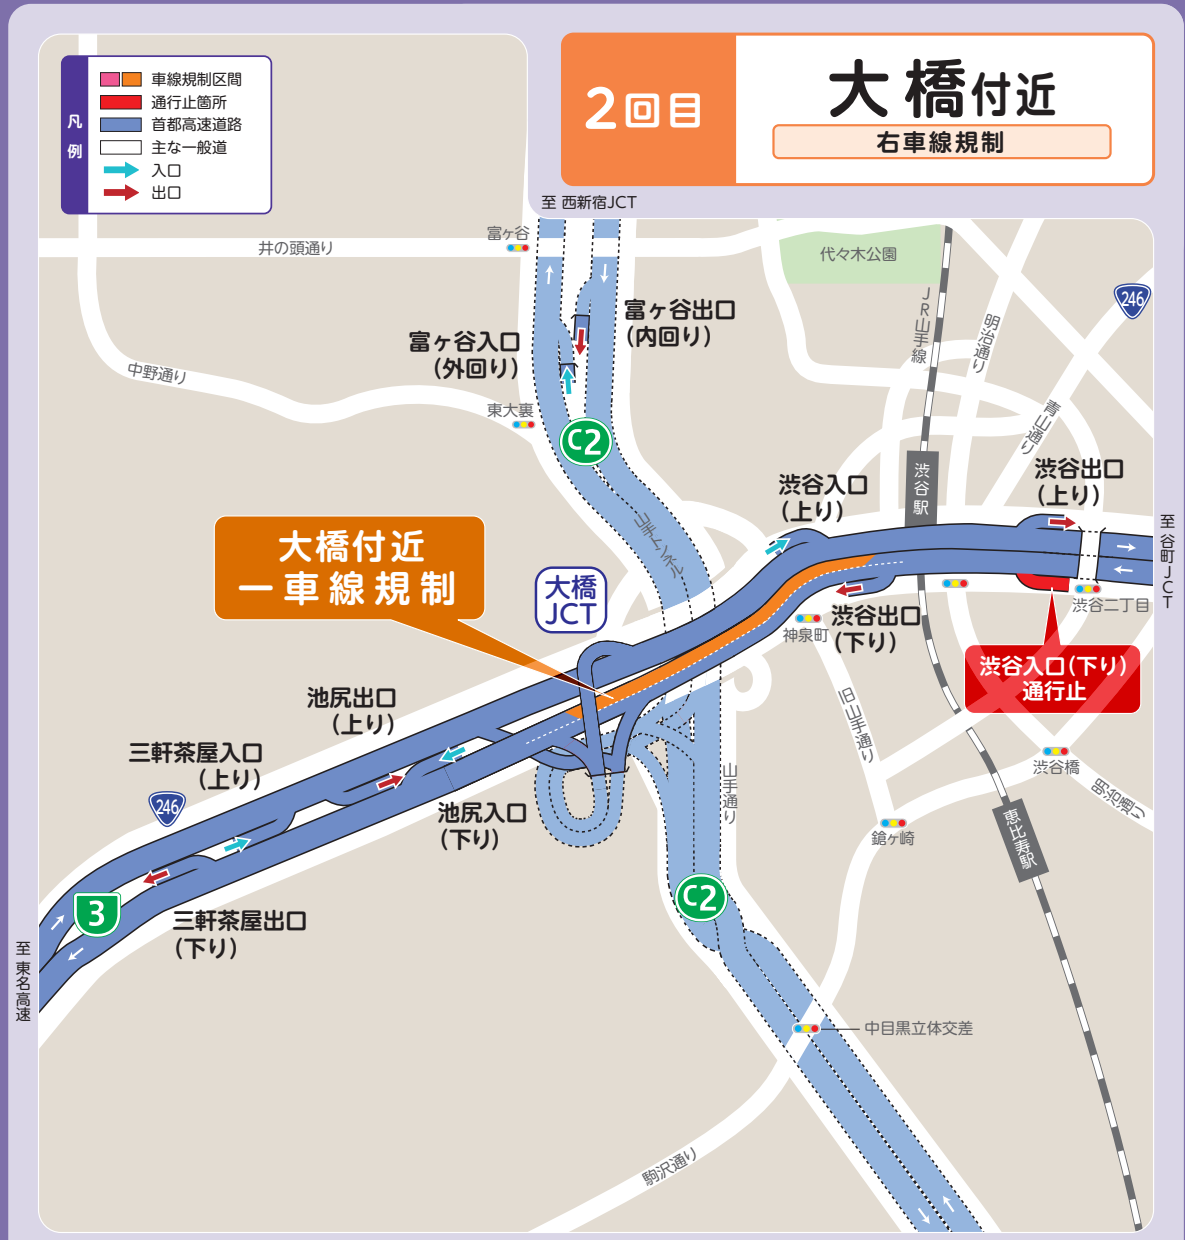 凡例
車線規制区間
通行止箇所
首都高速道路
主な一般道
入口
出口
2回目
大橋付近
右車線規制
至 西新宿JCT
富ヶ谷
井の頭通り
代々木公園
246
JR山手線
明治通り
富ヶ谷出口
(内回り)
富ヶ谷入口
(外回り)
中野通り
東大裏
青山通り
C2
渋谷出口
(上り)
渋谷入口
(上り)
渋谷駅
至 谷町JCT
山手トンネル
大橋付近
一車線規制
大橋
JCT
渋谷二丁目
神泉町
渋谷出口
(下り)
渋谷入口(下り)
通行止
池尻出口
(上り)
旧山手通り
三軒茶屋入口
(上り)
渋谷橋
山手通り
明治通り
246
池尻入口
(下り)
鎗ヶ崎
恵比寿駅
3
C2
三軒茶屋出口
(下り)
至 東名高速
中目黒立体交差
駒沢通り